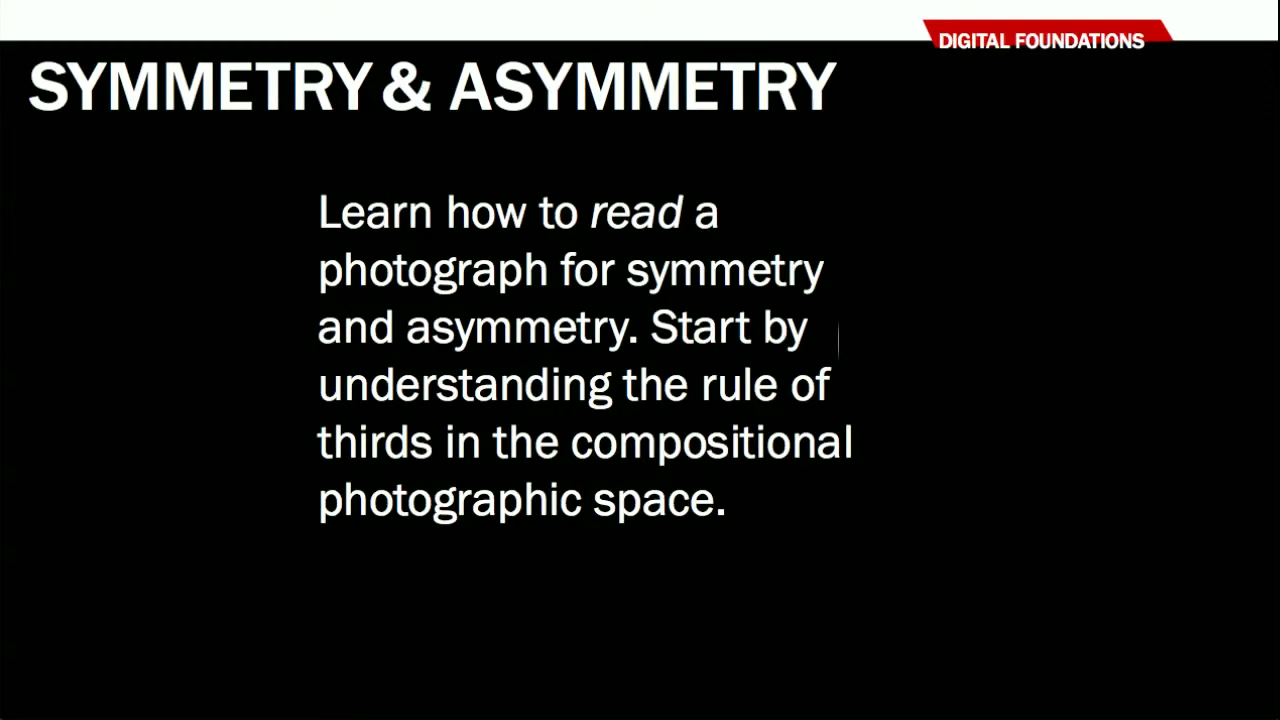 DIGITAL FOUNDATIONS
SYMMETRY & ASYMMETRY
Learn how to read a
photograph for symmetry
and asymmetry. Start by
understanding the rule of
thirds in the compositional
photographic space.